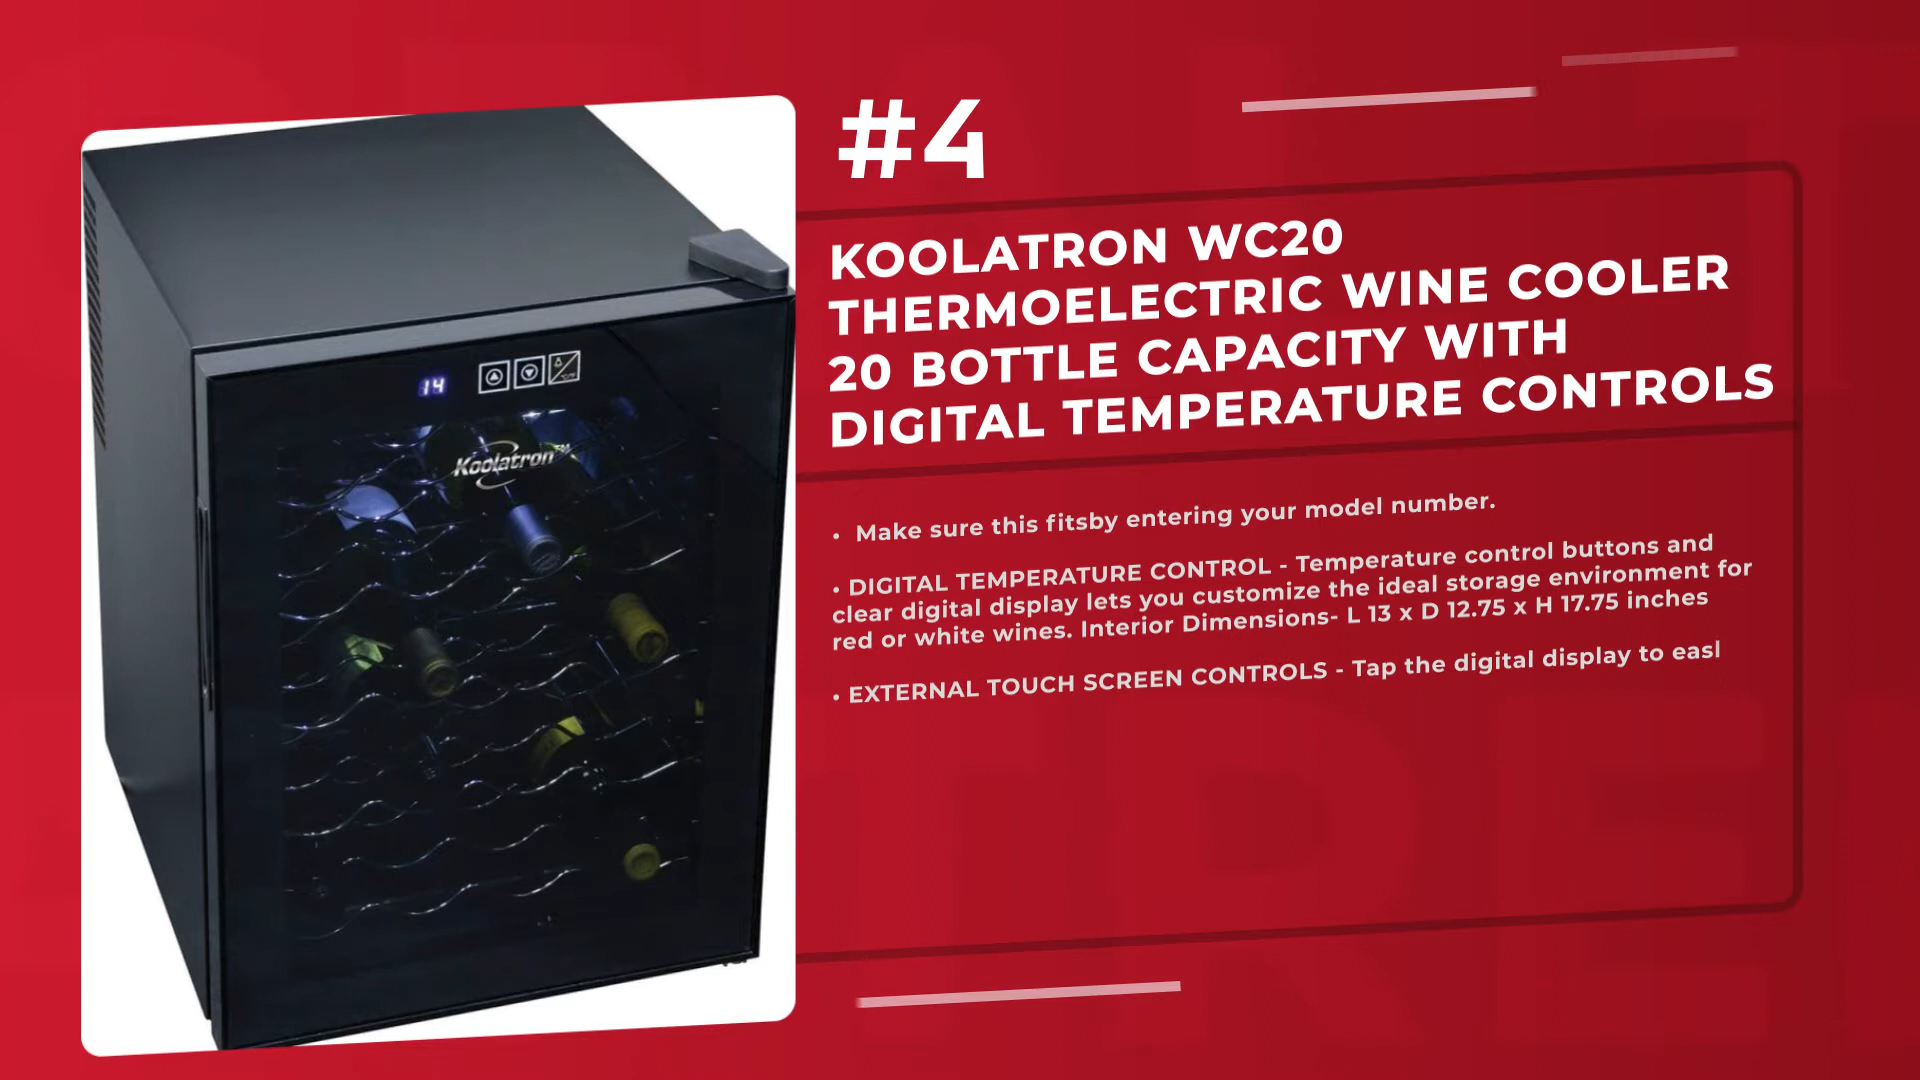 #4
KOOLATRON WC20
THERMOELECTRIC WINE COOLER
20 BOTTLE CAPACITY WITH
DIGITAL TEMPERATURE CONTROLS
• Make sure this fitsby entering your model number.
• DIGITAL TEMPERATURE CONTROL - Temperature control buttons and
clear digital display lets you customize the ideal storage environment for
red or white wines. Interior Dimensions- L 13 x D 12.75 x H 17.75 inches
• EXTERNAL TOUCH SCREEN CONTROLS - Tap the digital display to easl
14
Koolatron™